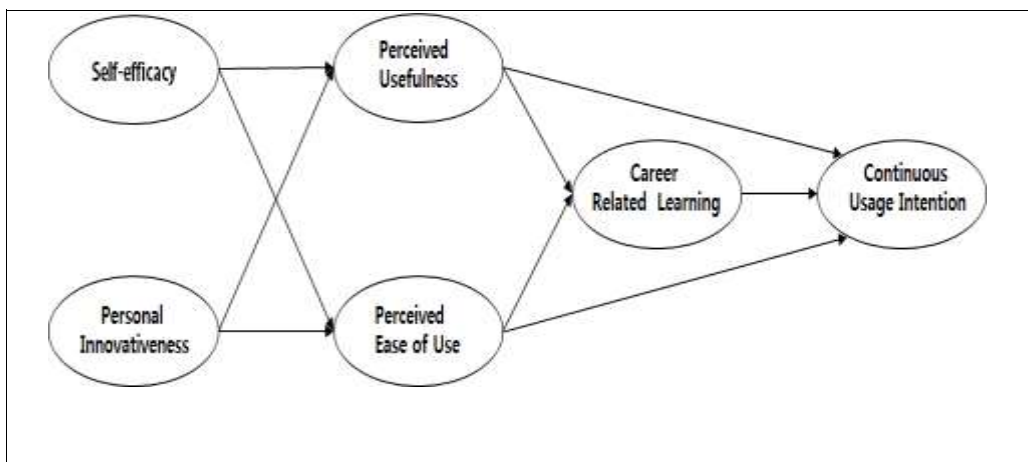 Self-efficacy
Perceived
Usefulness
Career
Related Learning
Continuous
Usage Intention
Personal
Innovativeness
Perceived
Ease of Use